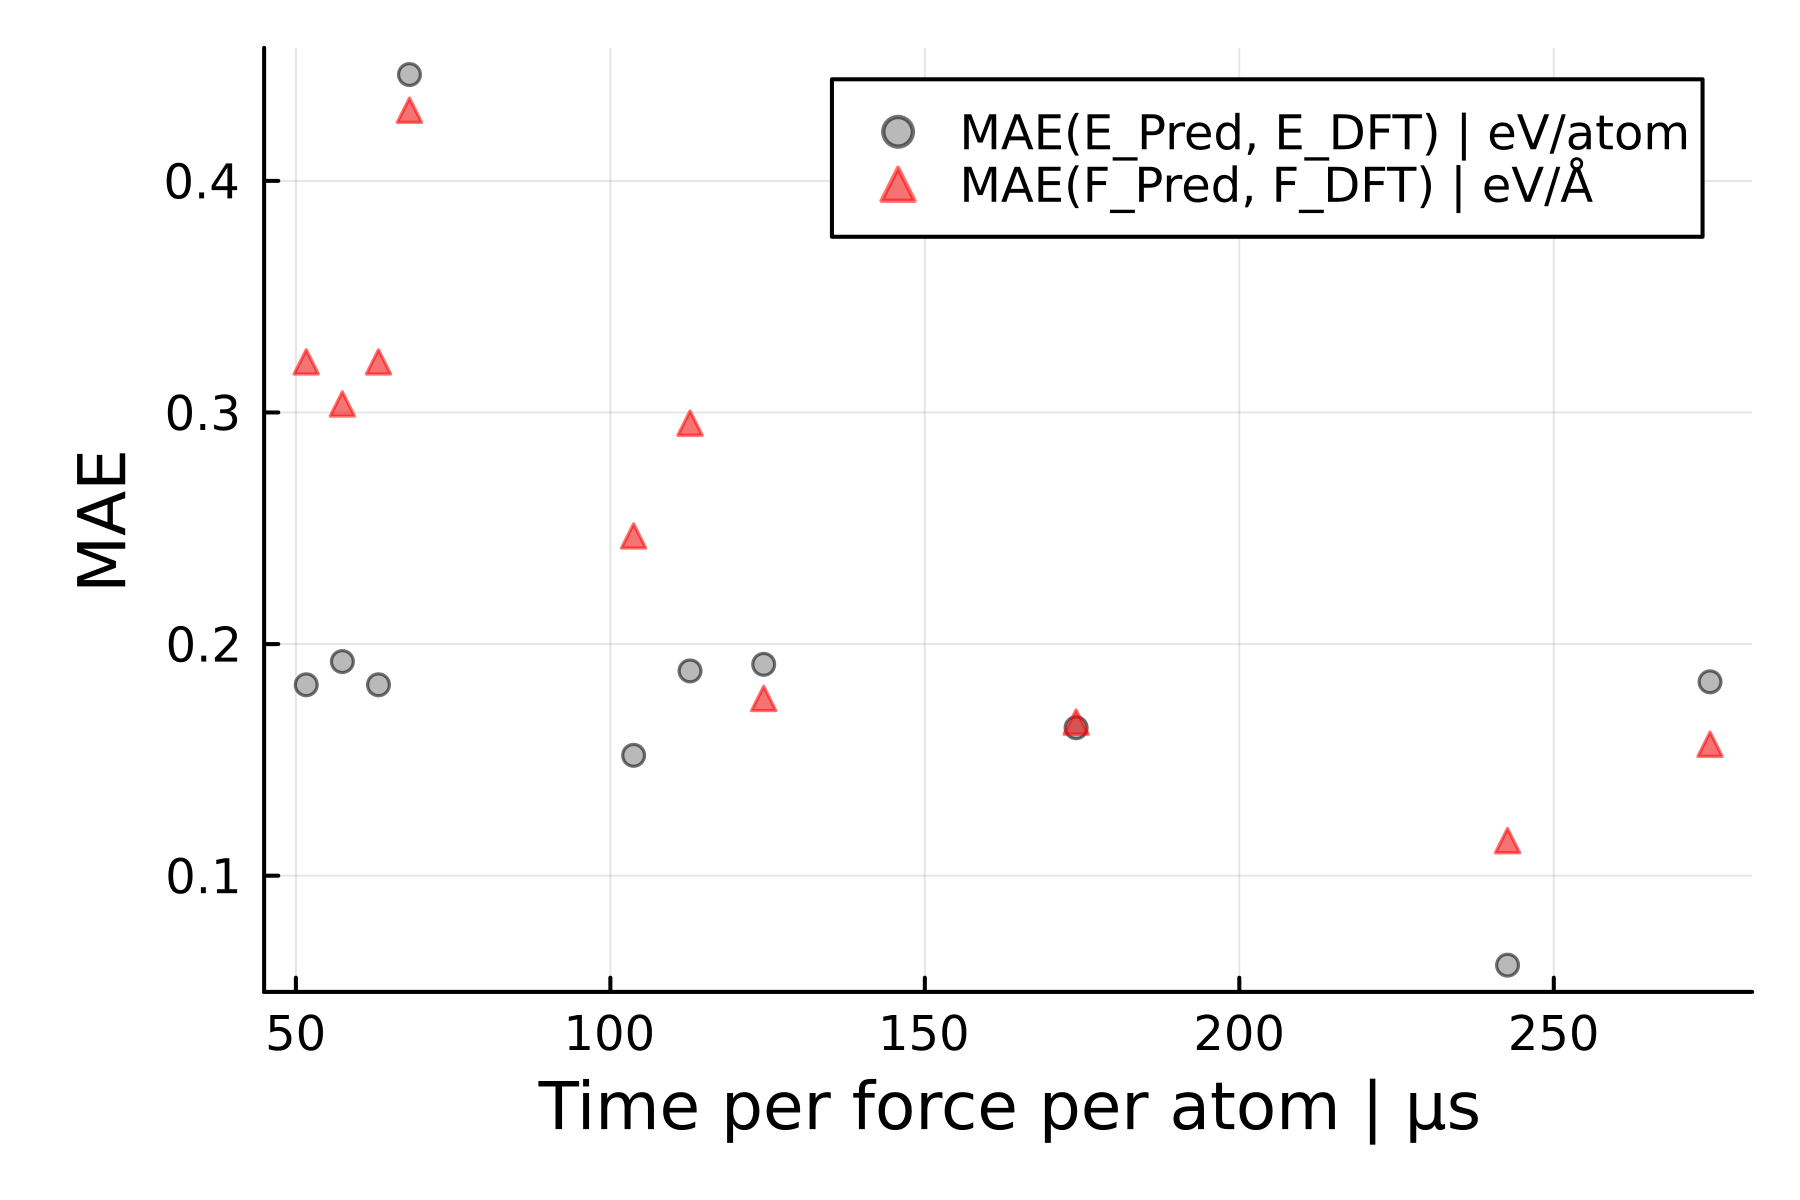 MAE(E_Pred, E_DFT) | eV/atom
MAE(F_Pred, F_DFT) | eV/Å
0.4
0.3
0.2
0.1
MAE
50 100 150 200 250
Time per force per atom | μs